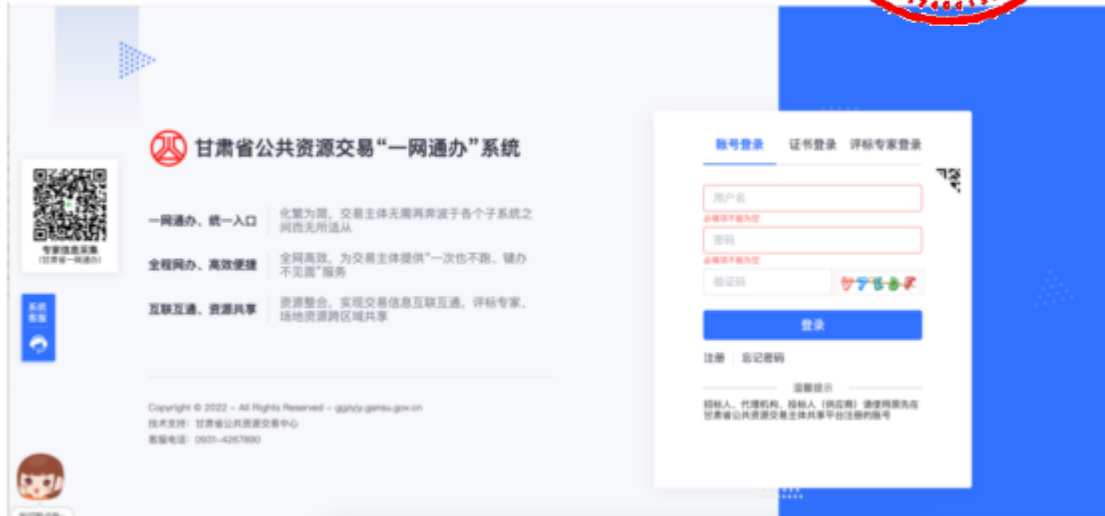 甘肃省公共资源交易“一网通办”系统
专家信息采集
（甘肃省一网通办）
系统
客服
一网通办、统一入口
化繁为简，交易主体无需再奔波于各个子系统之
间而无所适从
全程网办、高效便捷
全网高效，为交易主体提供“一次也不跑、键办
不见面”服务
互联互通、资源共享
资源整合，实现交易信息互联互通，评标专家、
场地资源跨区域共享
Copyright © 2022 - All Rights Reserved - ggzyjy.gansu.gov.cn
技术支持：甘肃省公共资源交易中心
客服电话：0931-4267890
账号登录 证书登录 评标专家登录
用户名
必填项不能为空
密码
必填项不能为空
验证码
登录
注册 忘记密码
温馨提示
招标人、代理机构、投标人（供应商）请使用原先在
甘肃省公共资源交易主体共享平台注册的账号